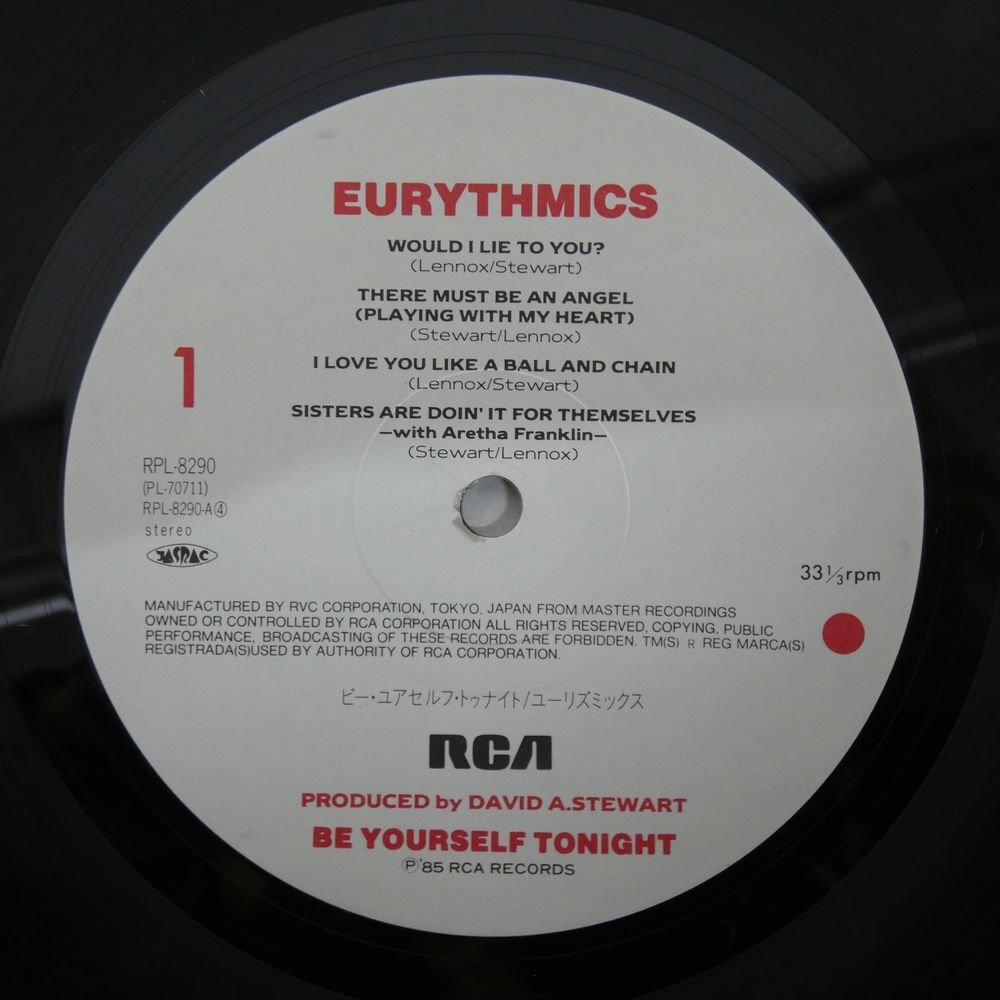 EURYTHMICS
WOULD I LIE TO YOU?
(Lennox/Stewart)
THERE MUST BE AN ANGEL
(PLAYING WITH MY HEART)
(Stewart/Lennox)
I LOVE YOU LIKE A BALL AND CHAIN
(Lennox/Stewart)
SISTERS ARE DOIN' IT FOR THEMSELVES
—with Aretha Franklin—
(Stewart/Lennox)
1
RPL-8290
(PL-70711)
RPL-8290-A④
stereo
JASRAC
33 1/3 rpm
MANUFACTURED BY RVC CORPORATION, TOKYO, JAPAN FROM MASTER RECORDINGS
OWNED OR CONTROLLED BY RCA CORPORATION ALL RIGHTS RESERVED, COPYING, PUBLIC
PERFORMANCE, BROADCASTING OF THESE RECORDS ARE FORBIDDEN. TM(S) R REG MARCA(S)
REGISTRADA(S)USED BY AUTHORITY OF RCA CORPORATION.
ビー・ユアセルフ・トゥナイト/ユーリズミックス
RCA
PRODUCED by DAVID A.STEWART
BE YOURSELF TONIGHT
Ⓟ'85 RCA RECORDS